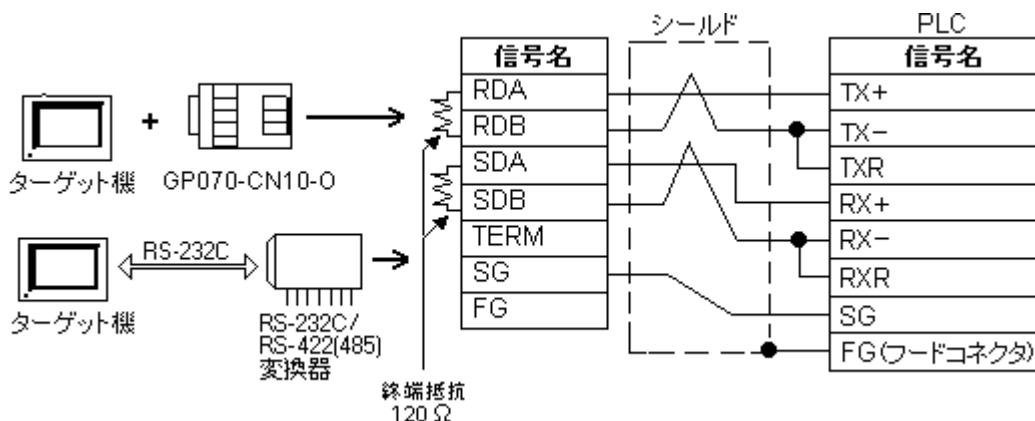 シールド
PLC
信号名
信号名
RDA
TX+
RDB
TX-
SDA
TXR
SDB
RX+
TERM
RX-
SG
RXR
FG
SG
FG(フードコネクタ)
+
ターゲット機
GP070-CN10-O
RS-232C
ターゲット機
RS-232C/
RS-422(485)
変換器
終端抵抗
120Ω